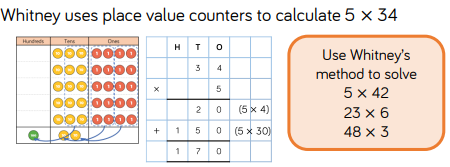 Whitney uses place value counters to calculate 5 × 34
Hundreds Tens Ones
H T O
3 4
× 5
2 0 (5 × 4)
+ 1 5 0 (5 × 30)
1 7 0
Use Whitney's
method to solve
5 × 42
23 × 6
48 × 3